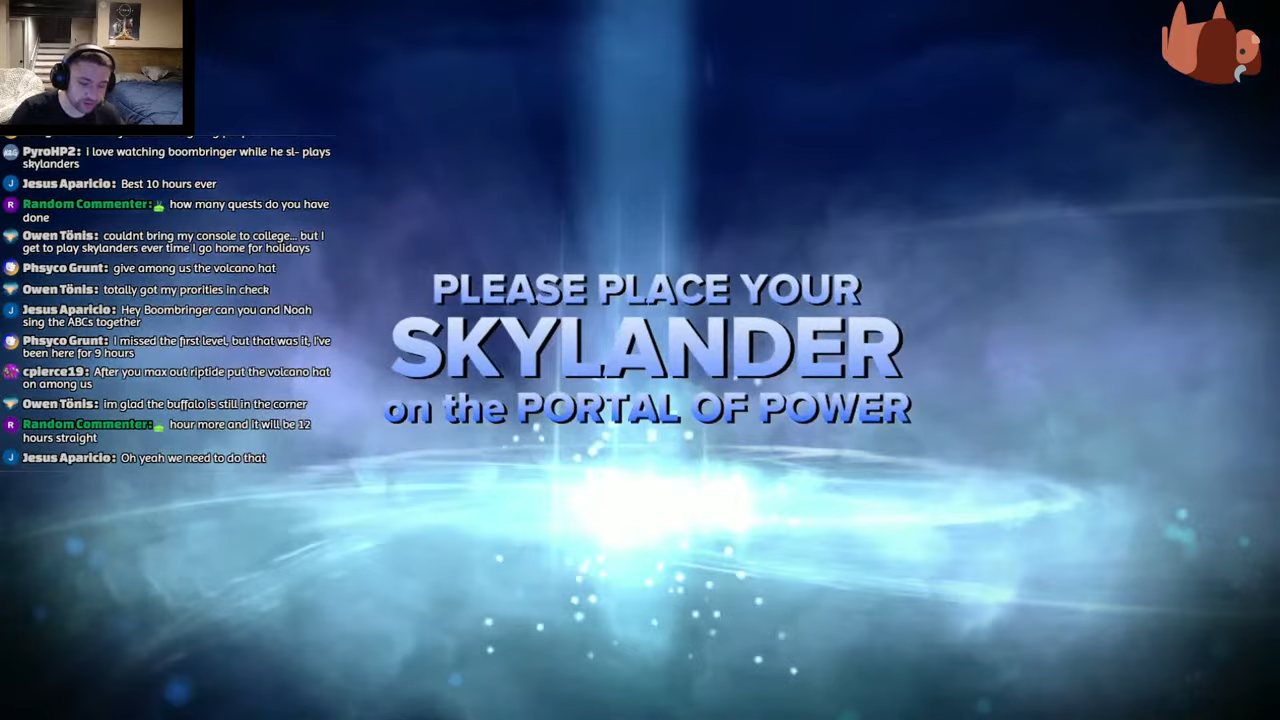 PyroHP2: i love watching boombringer while he sl- plays
skylanders
Jesus Aparicio: Best 10 hours ever
Random Commenter: how many quests do you have
done
Owen Tönis: couldnt bring my console to college... but I
get to play skylanders ever time I go home for holidays
Phsyco Grunt: give among us the volcano hat
Owen Tönis: totally got my prorities in check
Jesus Aparicio: Hey Boombringer can you and Noah
sing the ABCs together
Phsyco Grunt: I missed the first level, but that was it, I've
been here for 9 hours
cpierce19: After you max out riptide put the volcano hat
on among us
Owen Tönis: im glad the buffalo is still in the corner
Random Commenter: hour more and it will be 12
hours straight
Jesus Aparicio: Oh yeah we need to do that
PLEASE PLACE YOUR
SKYLANDER
on the PORTAL OF POWER